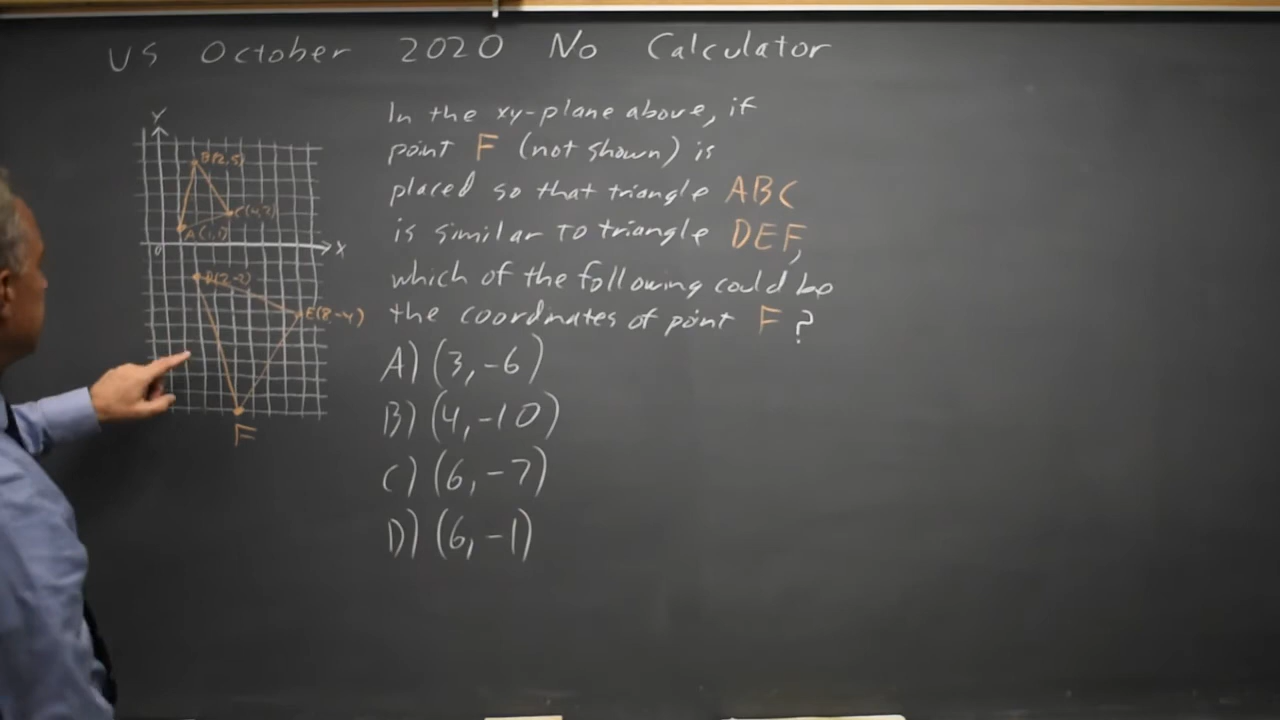 US October 2020 No Calculator
Y
B(2,5)
C(4,2)
A(1,1)
0
X
D(2,-2)
E(8,-4)
F
In the xy-plane above, if
point F (not shown) is
placed so that triangle ABC
is similar to triangle DEF,
which of the following could be
the coordinates of point F?
A) (3,-6)
B) (4,-10)
C) (6,-7)
D) (6,-1)